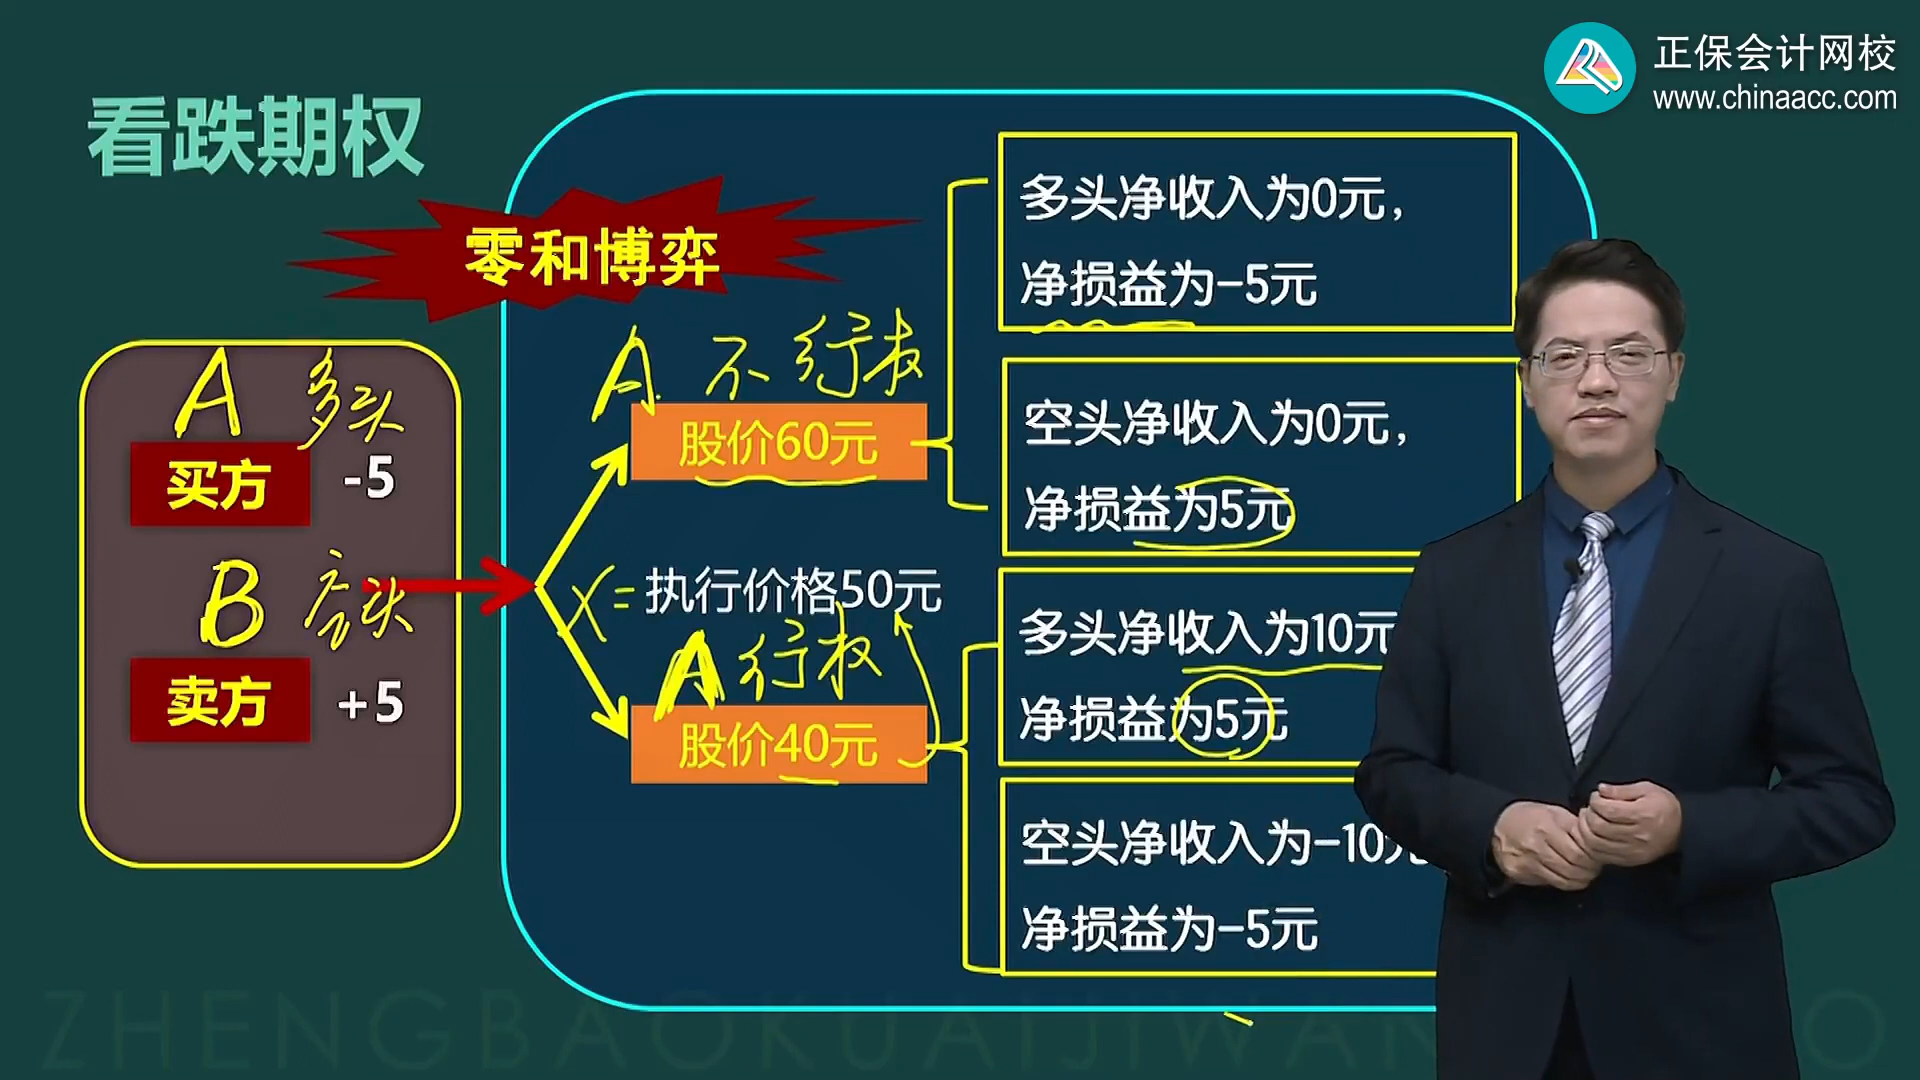 正保会计网校
www.chinaacc.com
看跌期权
零和博弈
A 多头
买方 -5
B 空头
卖方 +5
A 不行权
股价60元
X= 执行价格50元
A 行权
股价40元
多头净收入为0元,
净损益为-5元
空头净收入为0元,
净损益为5元
多头净收入为10元
净损益为5元
空头净收入为-10元
净损益为-5元
ZHENGBAOKUAIJIWAN
O